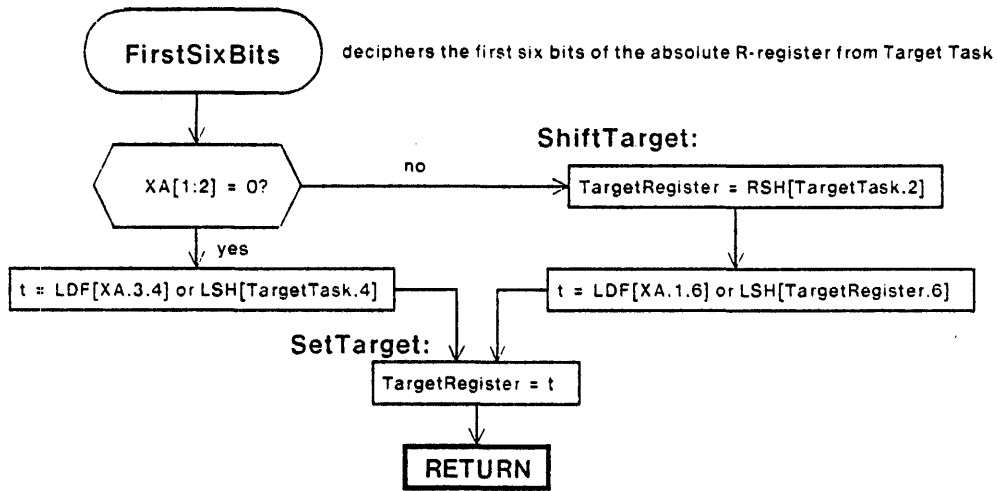 FirstSixBits
deciphers the first six bits of the absolute R-register from Target Task
XA[1:2] = 0?
no
ShiftTarget:
TargetRegister = RSH[TargetTask.2]
yes
t = LDF[XA.3.4] or LSH[TargetTask.4]
t = LDF[XA.1.6] or LSH[TargetRegister.6]
SetTarget:
TargetRegister = t
RETURN